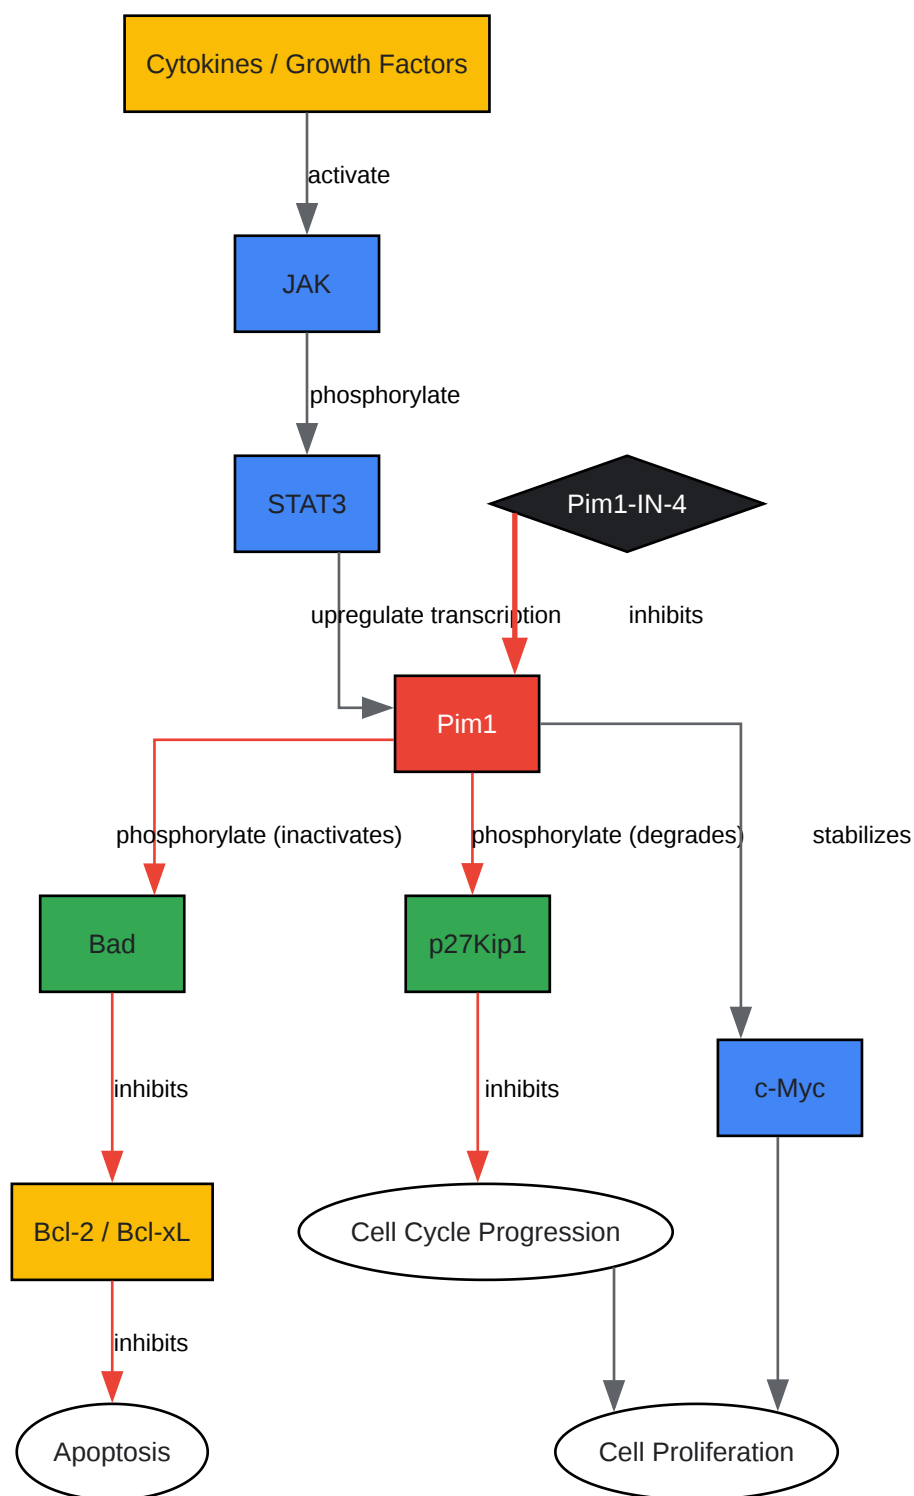 Cytokines / Growth Factors
activate
JAK
phosphorylate
STAT3
Pim1-IN-4
upregulate transcription
inhibits
Pim1
phosphorylate (inactivates)
phosphorylate (degrades)
stabilizes
Bad
p27Kip1
c-Myc
inhibits
inhibits
Bcl-2 / Bcl-xL
Cell Cycle Progression
inhibits
Apoptosis
Cell Proliferation